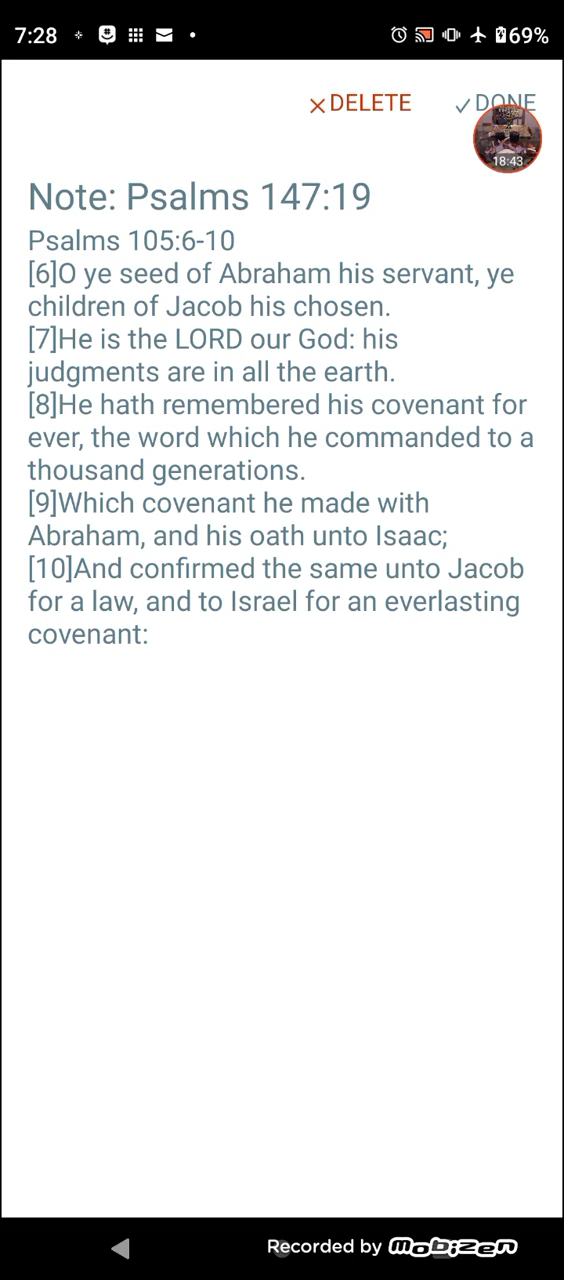 7:28
69%
DELETE
DONE
18:43
Note: Psalms 147:19
Psalms 105:6-10
[6]O ye seed of Abraham his servant, ye
children of Jacob his chosen.
[7]He is the LORD our God: his
judgments are in all the earth.
[8]He hath remembered his covenant for
ever, the word which he commanded to a
thousand generations.
[9]Which covenant he made with
Abraham, and his oath unto Isaac;
[10]And confirmed the same unto Jacob
for a law, and to Israel for an everlasting
covenant:
Recorded by Mobizen